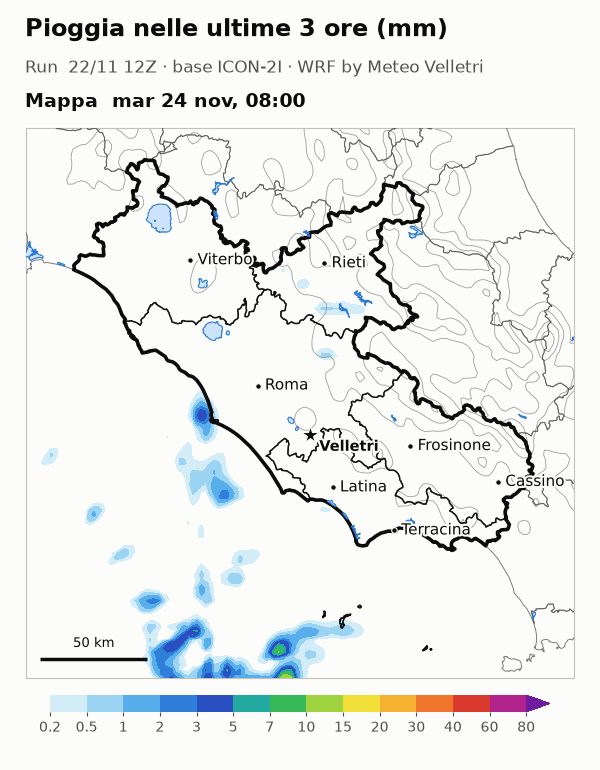 Pioggia nelle ultime 3 ore (mm)
Run 22/11 12Z · base ICON-2I · WRF by Meteo Velletri
Mappa mar 24 nov, 08:00
Viterbo
Rieti
Roma
Velletri
Frosinone
Cassino
Latina
Terracina
50 km
0.2 0.5 1 2 3 5 7 10 15 20 30 40 60 80